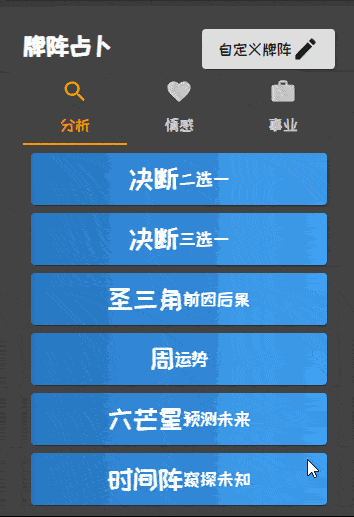 牌阵占卜
自定义牌阵
分析 情感 事业
决断二选一
决断三选一
圣三角前因后果
周运势
六芒星预测未来
时间阵窥探未知